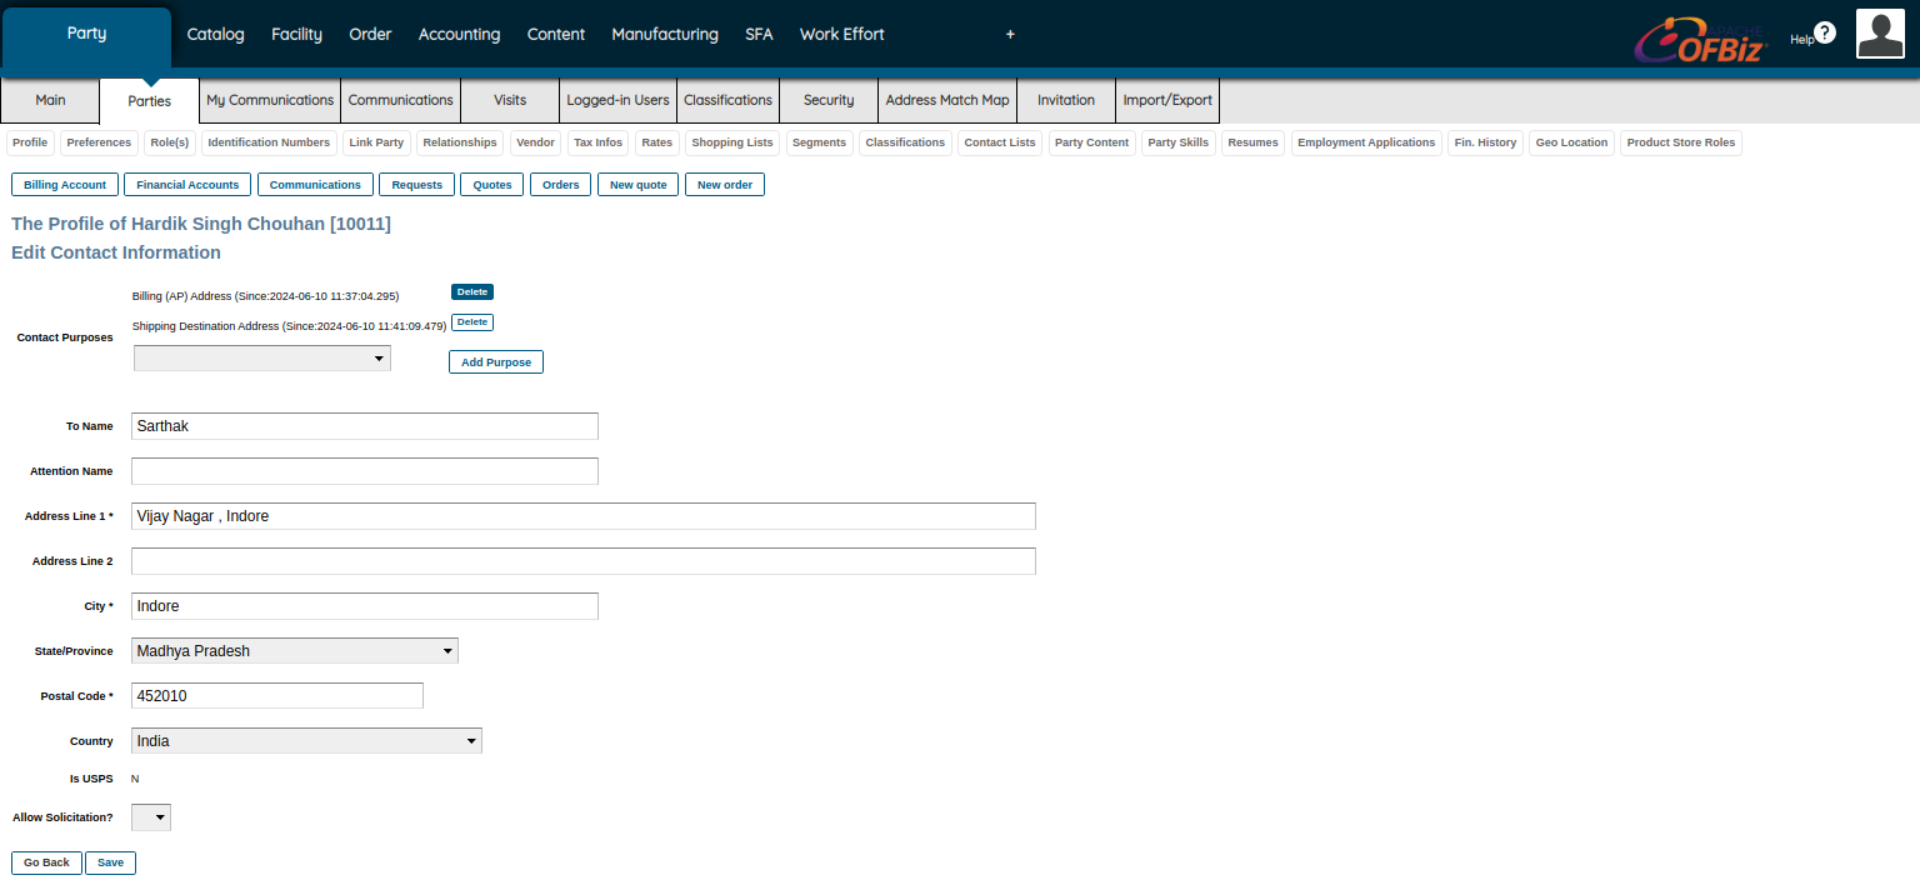 Party Catalog Facility Order Accounting Content Manufacturing SFA Work Effort + APACHE OFBiz Help ?
Main Parties My Communications Communications Visits Logged-in Users Classifications Security Address Match Map Invitation Import/Export
Profile Preferences Role(s) Identification Numbers Link Party Relationships Vendor Tax Infos Rates Shopping Lists Segments Classifications Contact Lists Party Content Party Skills Resumes Employment Applications Fin. History Geo Location Product Store Roles
Billing Account Financial Accounts Communications Requests Quotes Orders New quote New order
The Profile of Hardik Singh Chouhan [10011]
Edit Contact Information
Billing (AP) Address (Since:2024-06-10 11:37:04.295) Delete
Shipping Destination Address (Since:2024-06-10 11:41:09.479) Delete
Contact Purposes
Add Purpose
To Name Sarthak
Attention Name
Address Line 1 * Vijay Nagar , Indore
Address Line 2
City * Indore
State/Province Madhya Pradesh
Postal Code * 452010
Country India
Is USPS N
Allow Solicitation?
Go Back Save